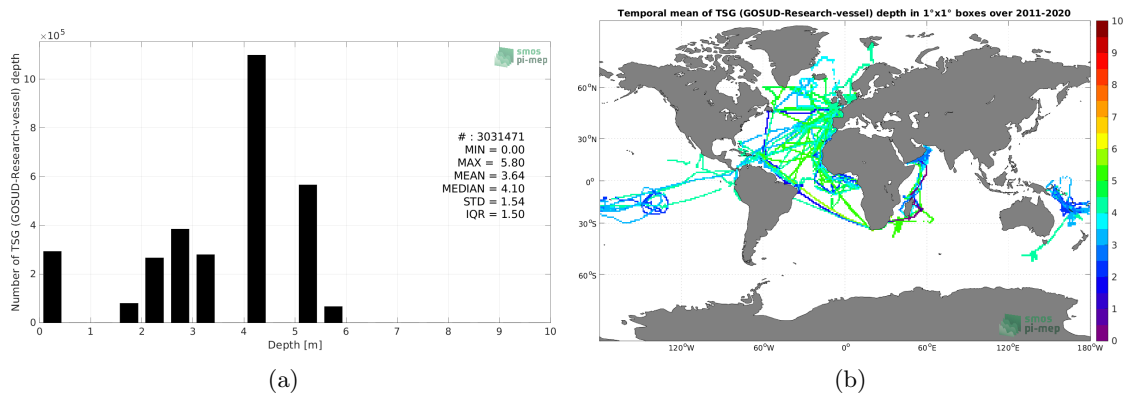 ×10⁵
Number of TSG (GOSUD-Research-vessel) depth
10
8
6
4
2
0
smos
pi-mep
# : 3031471
MIN = 0.00
MAX = 5.80
MEAN = 3.64
MEDIAN = 4.10
STD = 1.54
IQR = 1.50
0 1 2 3 4 5 6 7 8 9 10
Depth [m]
(a)
Temporal mean of TSG (GOSUD-Research-vessel) depth in 1°x1° boxes over 2011-2020
60°N
30°N
0°
30°S
60°S
120°W 60°W 0° 60°E 120°E 180°W
smos
pi-mep
10
9
8
7
6
5
4
3
2
1
0
(b)